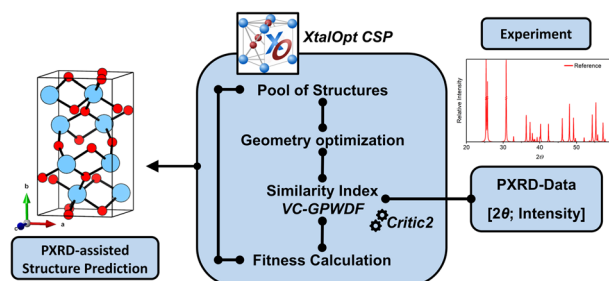 XtalOpt CSP
XO
Experiment
Pool of Structures
Geometry optimization
Similarity Index
VC-GPWDF
Critic2
Fitness Calculation
Reference
Relative Intensity
20 30 40 50
2θ
PXRD-Data
[2θ; Intensity]
b
c
a
PXRD-assisted
Structure Prediction